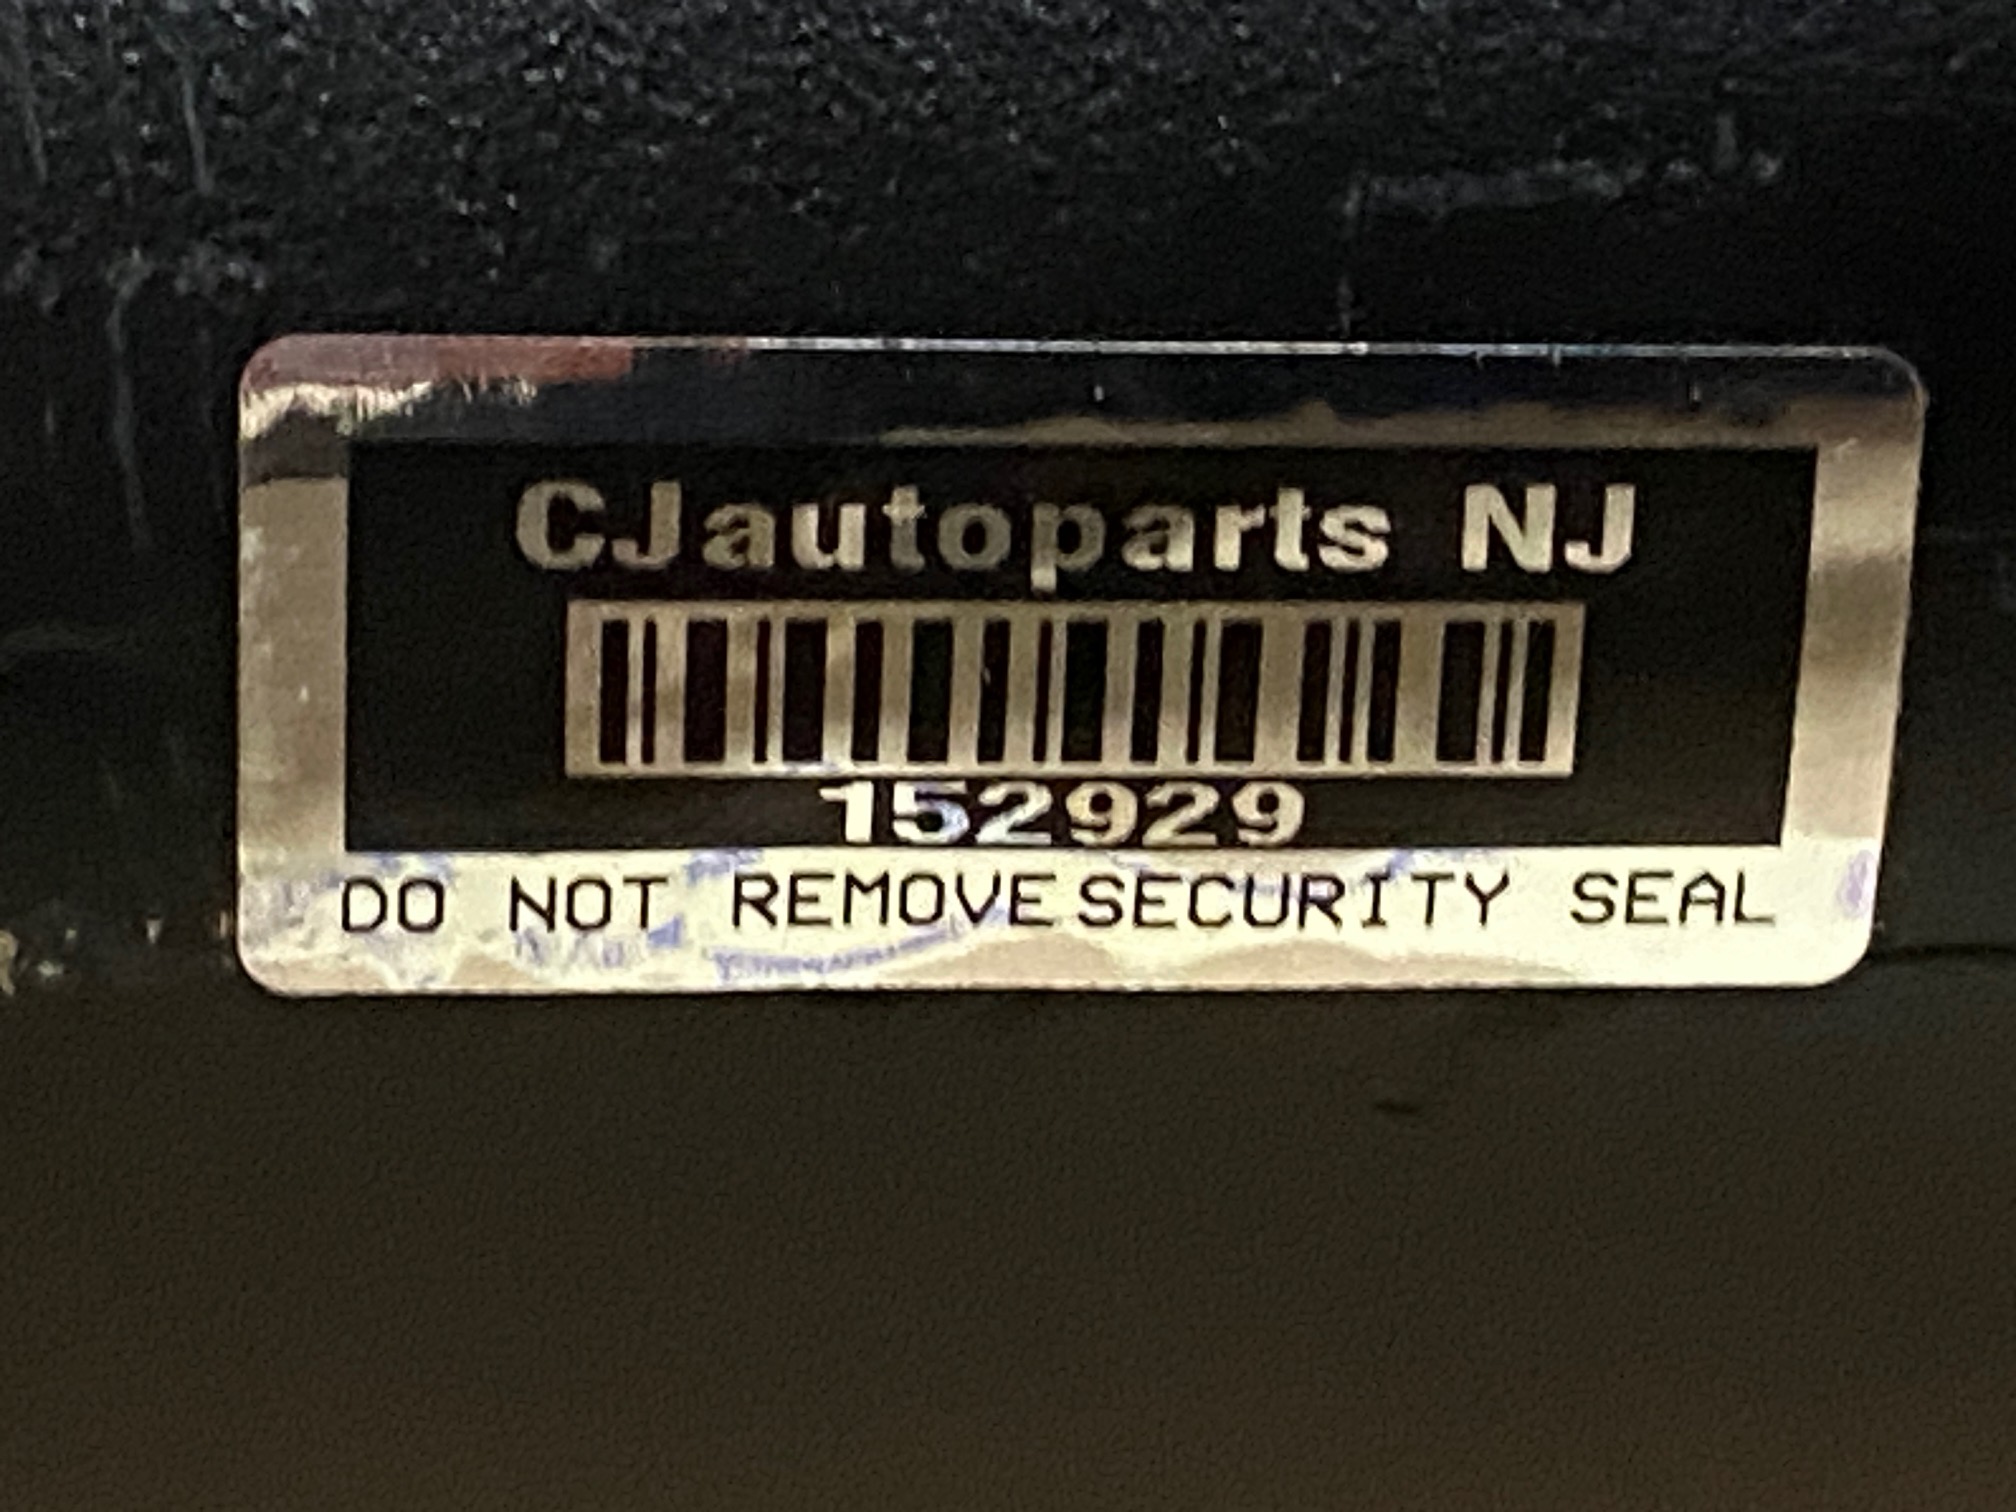 CJautoparts NJ
152929
DO NOT REMOVE SECURITY SEAL